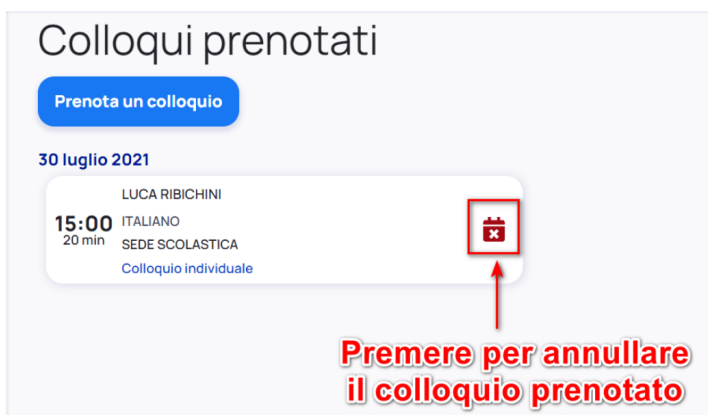 Colloqui prenotati
Prenota un colloquio
30 luglio 2021
LUCA RIBICHINI
15:00 ITALIANO
20 min SEDE SCOLASTICA
Colloquio individuale
Premere per annullare
il colloquio prenotato